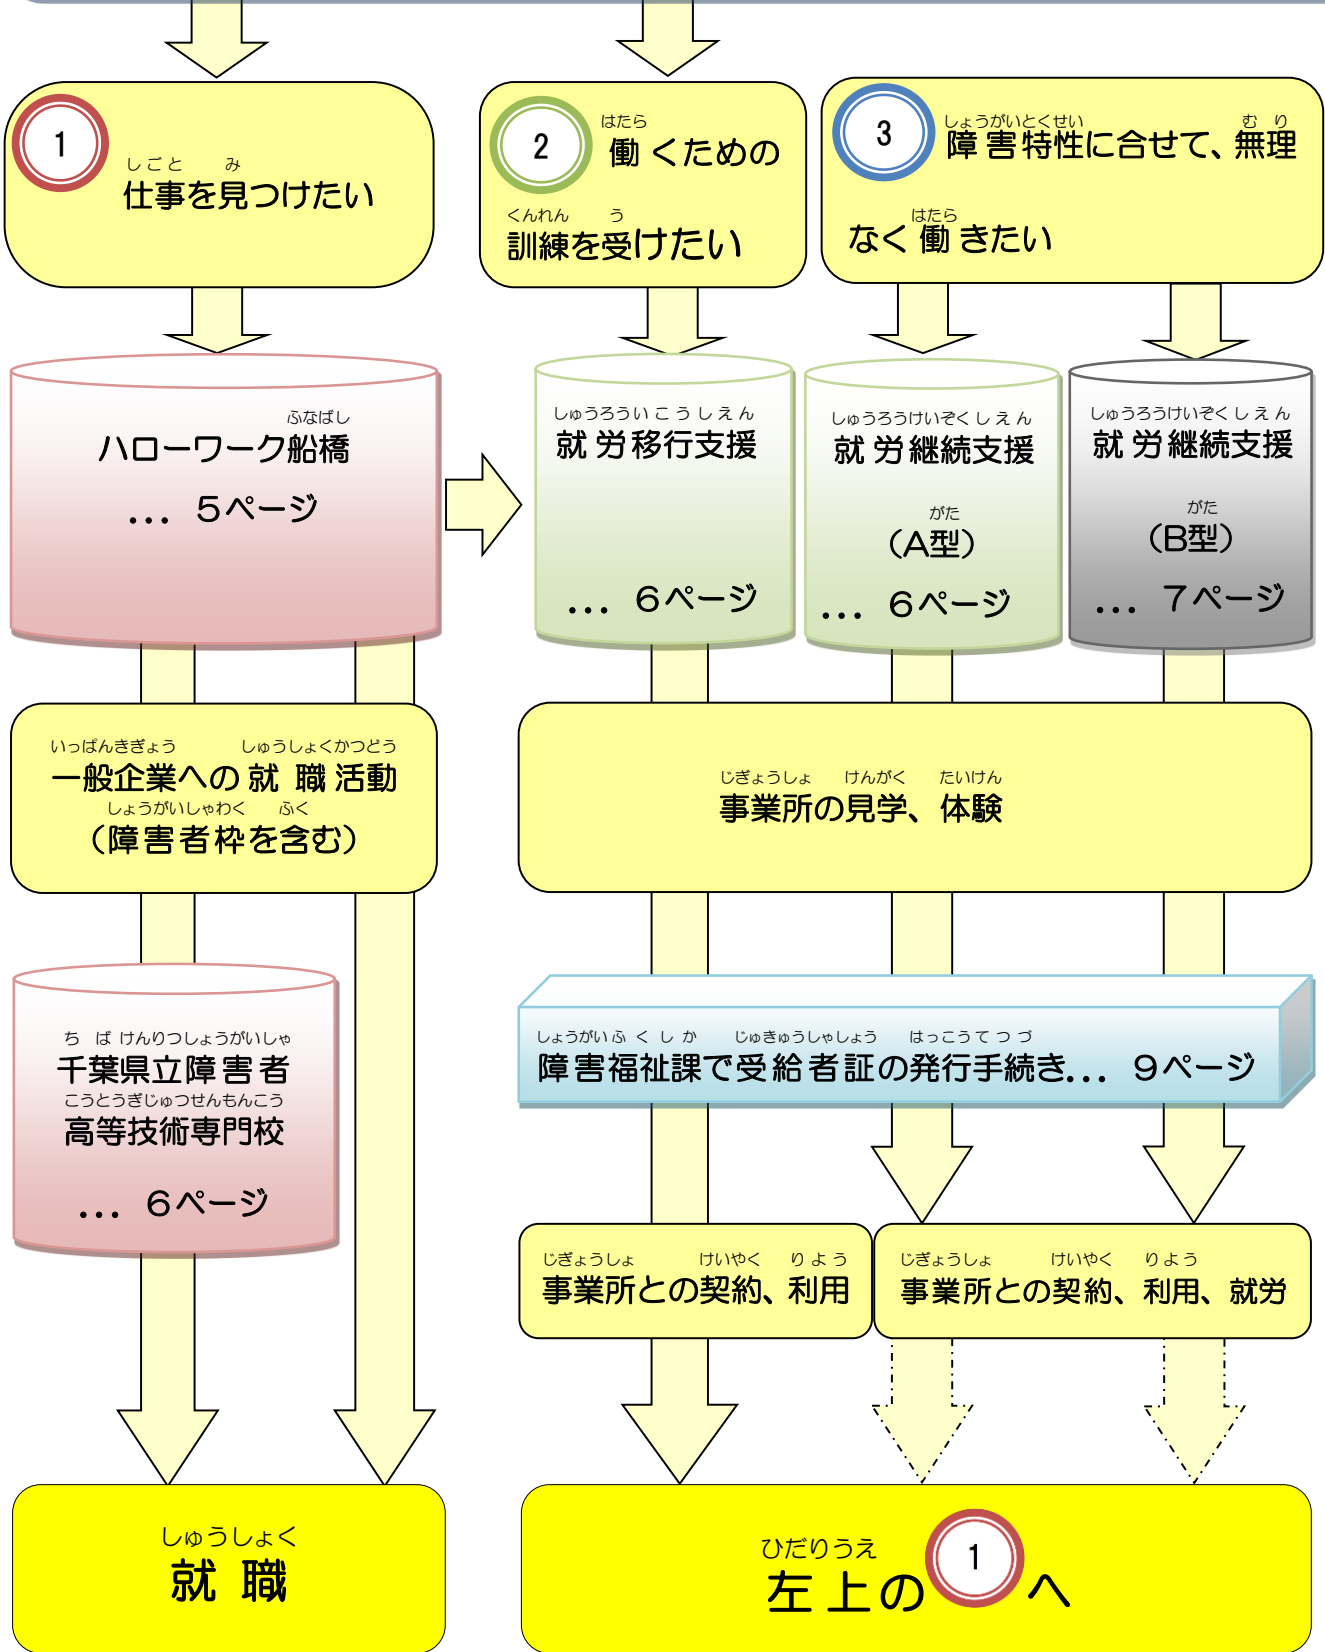 1
しごと み
仕事を見つけたい
2
はたら
働くための
くんれん う
訓練を受けたい
3
しょうがいとくせい むり
障害特性に合せて、無理
はたら
なく働きたい
ふなばし
ハローワーク船橋
... 5ページ
しゅうろういこうしえん
就労移行支援
... 6ページ
しゅうろうけいぞくしえん
就労継続支援
がた
（A型）
... 6ページ
しゅうろうけいぞくしえん
就労継続支援
がた
（B型）
... 7ページ
いっぱんきぎょう しゅうしょくかつどう
一般企業への就職活動
しょうがいしゃわく ふく
（障害者枠を含む）
じぎょうしょ けんがく たいけん
事業所の見学、体験
ちばけんりつしょうがいしゃ
千葉県立障害者
こうとうぎじゅつせんもんこう
高等技術専門校
... 6ページ
しょうがいふくしか じゅきゅうしゃしょう はっこうてつづ
障害福祉課で受給者証の発行手続き... 9ページ
じぎょうしょ けいやく りよう
事業所との契約、利用
じぎょうしょ けいやく りよう
事業所との契約、利用、就労
しゅうしょく
就職
ひだりうえ
左上の1へ